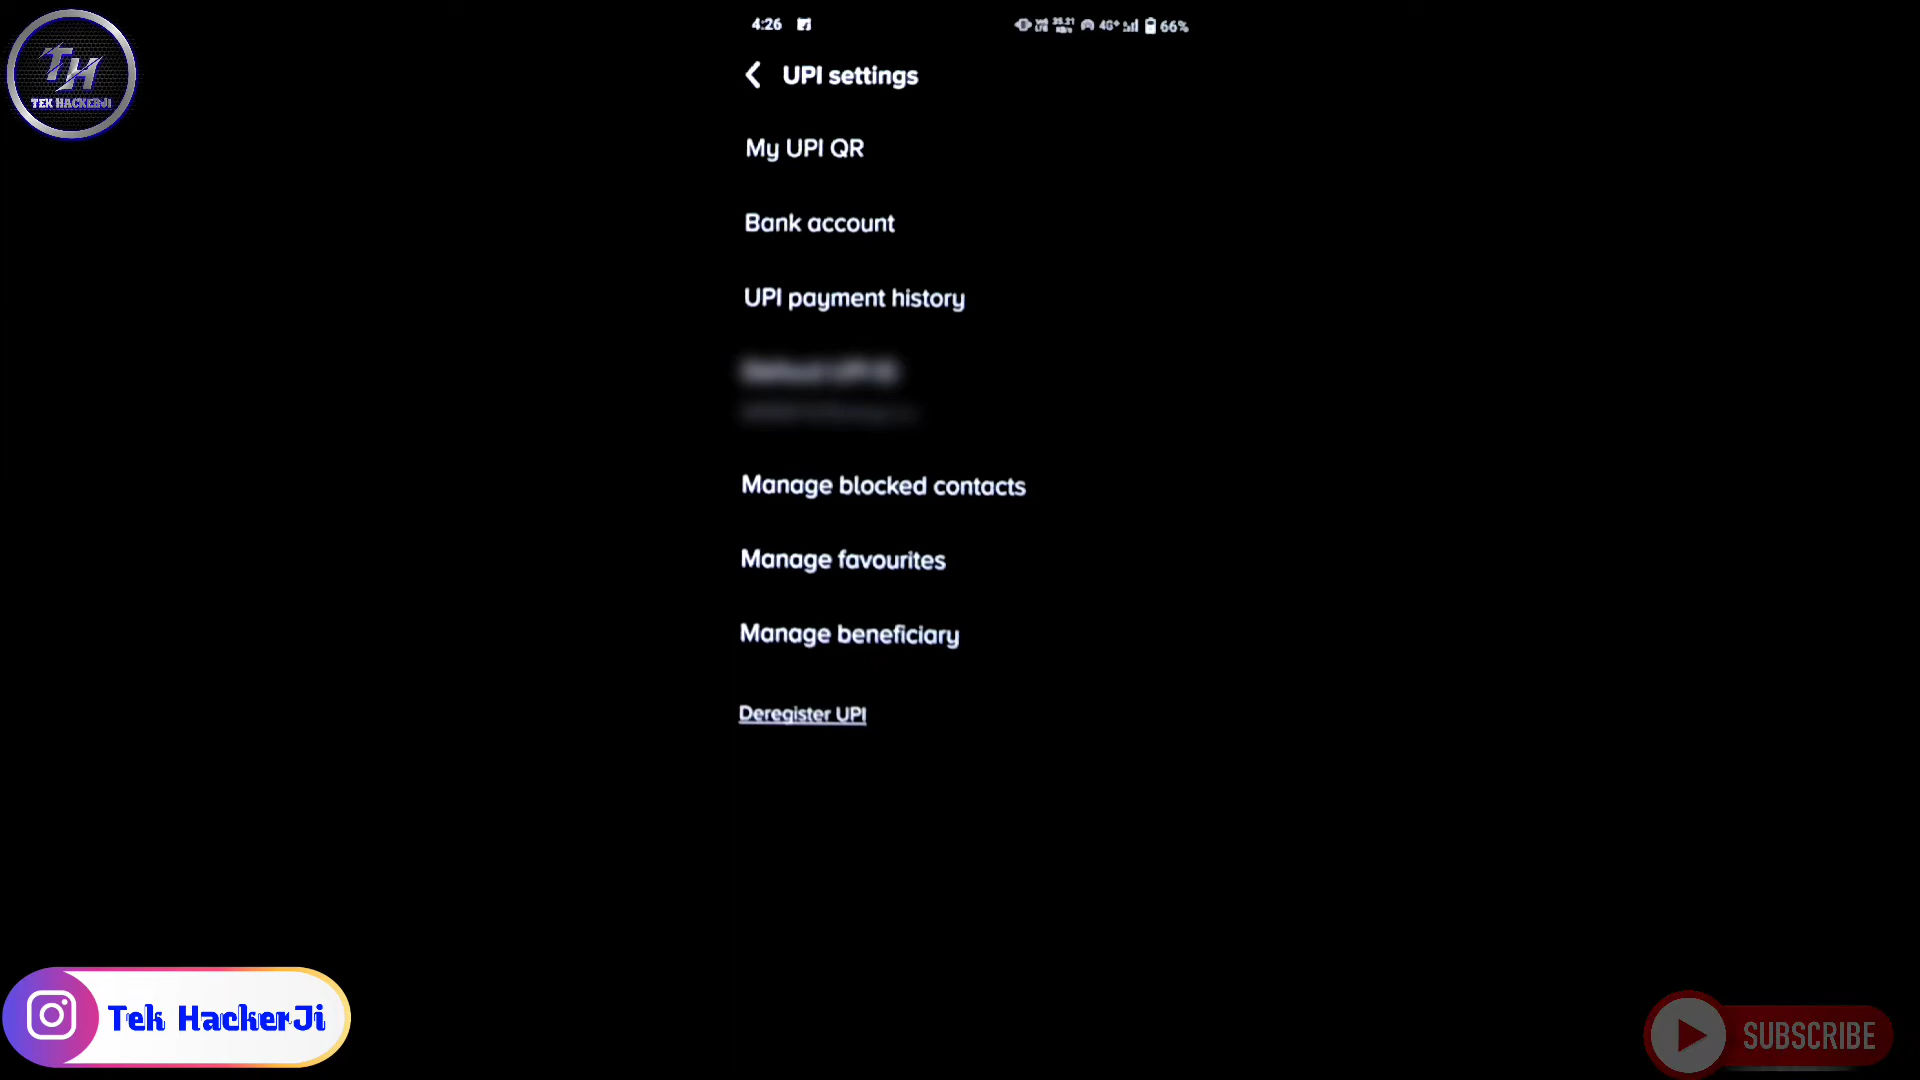 TH
TEK HACKERJI
4:26
4G+ 66%
UPI settings
My UPI QR
Bank account
UPI payment history
Manage blocked contacts
Manage favourites
Manage beneficiary
Deregister UPI
Tek HackerJi
SUBSCRIBE